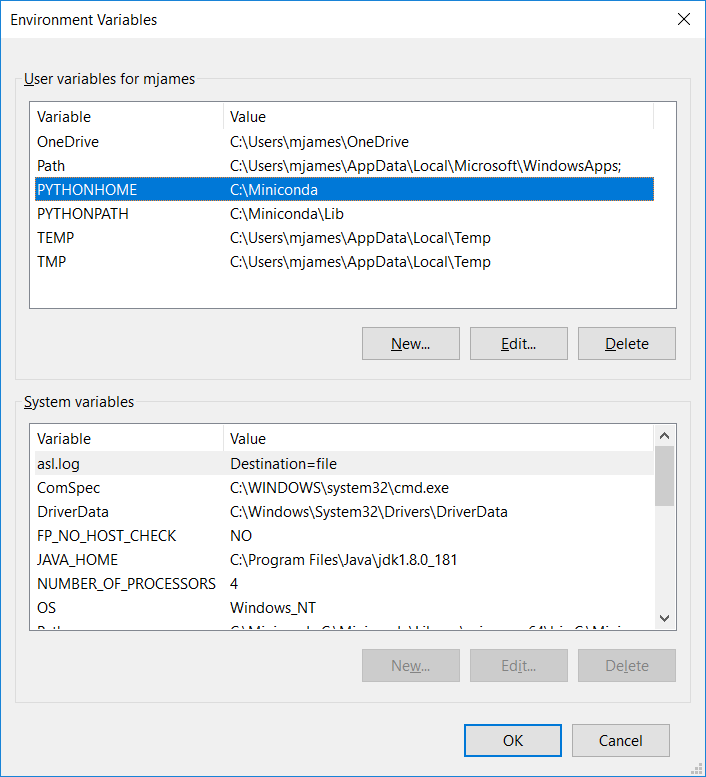 Environment Variables
User variables for mjames
Variable Value
OneDrive C:\Users\mjames\OneDrive
Path C:\Users\mjames\AppData\Local\Microsoft\WindowsApps;
PYTHONHOME C:\Miniconda
PYTHONPATH C:\Miniconda\Lib
TEMP C:\Users\mjames\AppData\Local\Temp
TMP C:\Users\mjames\AppData\Local\Temp
New... Edit... Delete
System variables
Variable Value
asl.log Destination=file
ComSpec C:\WINDOWS\system32\cmd.exe
DriverData C:\Windows\System32\Drivers\DriverData
FP_NO_HOST_CHECK NO
JAVA_HOME C:\Program Files\Java\jdk1.8.0_181
NUMBER_OF_PROCESSORS 4
OS Windows_NT
New... Edit... Delete
OK Cancel